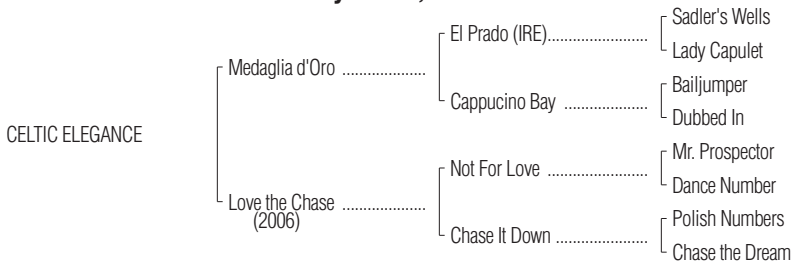 Sadler's Wells
El Prado (IRE)
Lady Capulet
Medaglia d'Oro
Bailjumper
Cappucino Bay
Dubbed In
CELTIC ELEGANCE
Mr. Prospector
Not For Love
Dance Number
Love the Chase
(2006)
Polish Numbers
Chase It Down
Chase the Dream